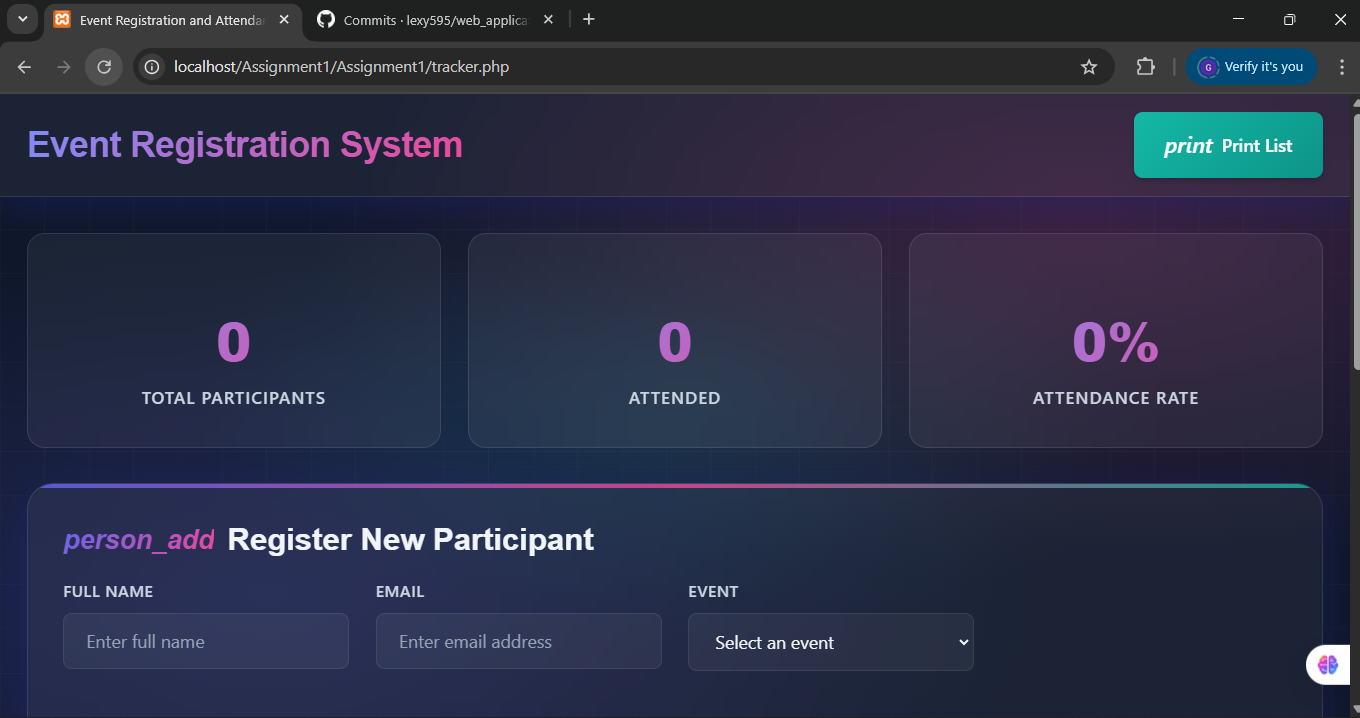 Event Registration and Attenda
Commits · lexy595/web_applica
localhost/Assignment1/Assignment1/tracker.php
G
Verify it's you
Event Registration System
print Print List
0
0
0%
TOTAL PARTICIPANTS
ATTENDED
ATTENDANCE RATE
person_add Register New Participant
FULL NAME
EMAIL
EVENT
Enter full name
Enter email address
Select an event